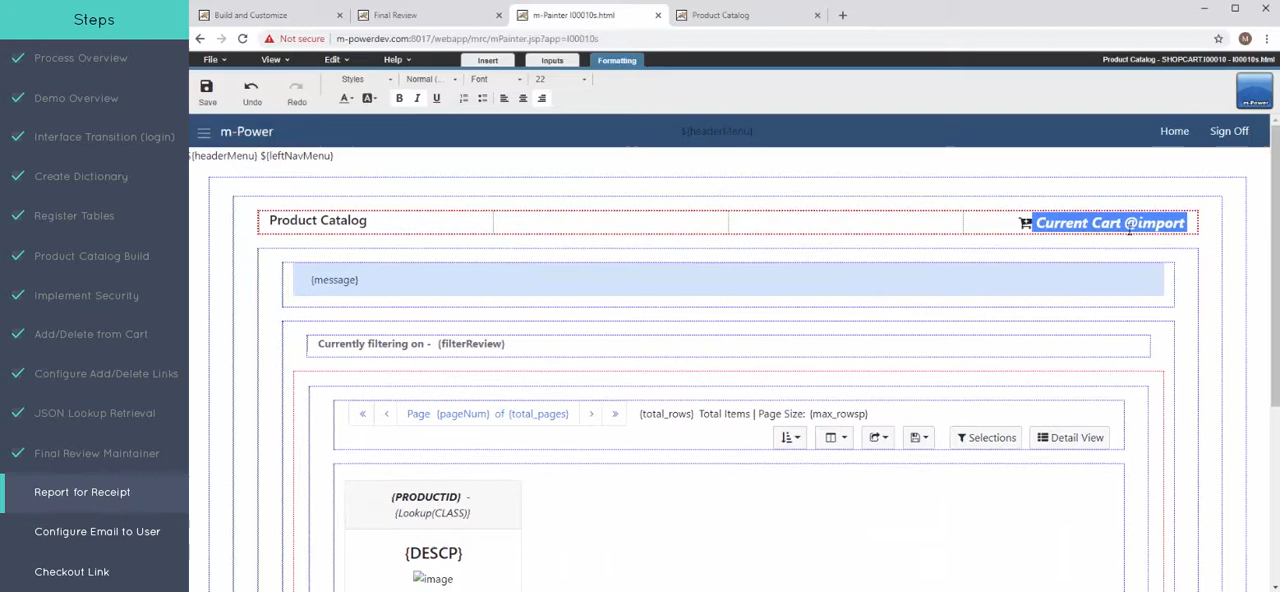 Steps
Process Overview
Demo Overview
Interface Transition (login)
Create Dictionary
Register Tables
Product Catalog Build
Implement Security
Add/Delete from Cart
Configure Add/Delete Links
JSON Lookup Retrieval
Final Review Maintainer
Report for Receipt
Configure Email to User
Checkout Link
Build and Customize
Final Review
m-Painter I00010s.html
Product Catalog
Not secure
m-powerdev.com:8017/webapp/mrc/mPainter.jsp?app=I00010s
M
File
View
Edit
Help
Insert
Inputs
Formatting
Product Catalog - SHOPCART.I00010 - I00010s.html
Save
Undo
Redo
Styles
Normal (...
Font
22
A
A
B
I
U
m-Power
m-Power
${headerMenu}
Home
Sign Off
${headerMenu} ${leftNavMenu}
Product Catalog
Current Cart @import
{message}
Currently filtering on - {filterReview}
« ‹ Page {pageNum} of {total_pages} › » {total_rows} Total Items | Page Size: {max_rowsp}
Selections
Detail View
{PRODUCTID} -
{Lookup(CLASS)}
{DESCP}
image